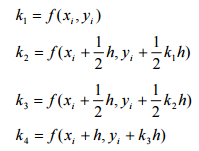 k₁ = f(xᵢ, yᵢ)
k₂ = f(xᵢ + 1/2 h, yᵢ + 1/2 k₁h)
k₃ = f(xᵢ + 1/2 h, yᵢ + 1/2 k₂h)
k₄ = f(xᵢ + h, yᵢ + k₃h)